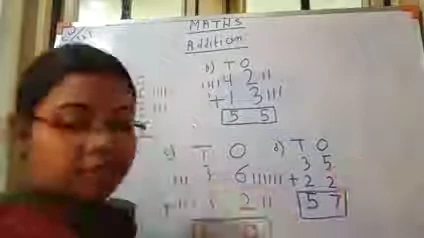 MATHS
Addition
b) T O
4 2
+ 1 3
5 5
c) T O
3 6
+ 2
d) T O
3 5
+ 2 2
5 7